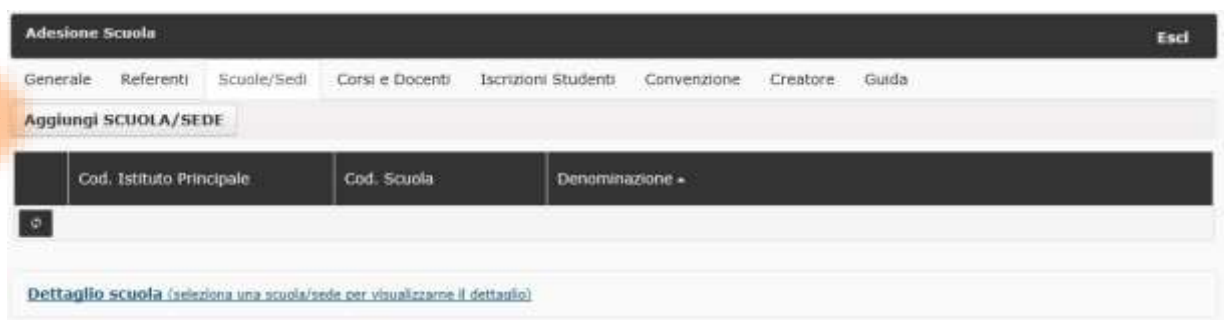 Adesione Scuola Esci
Generale Referenti Scuole/Sedi Corsi e Docenti Iscrizioni Studenti Convenzione Creatore Guida
Aggiungi SCUOLA/SEDE
Cod. Istituto Principale Cod. Scuola Denominazione
Dettaglio scuola (seleziona una scuola/sede per visualizzarne il dettaglio)